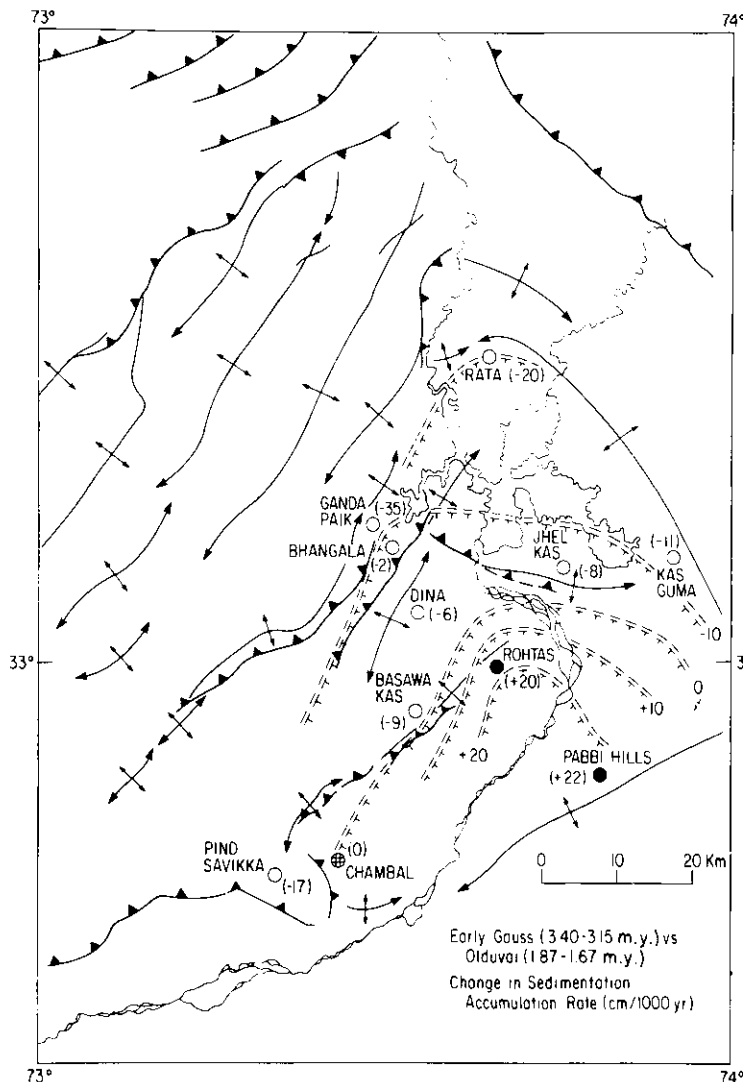 73°
74°
RATA (-20)
GANDA
PAIK
(-35)
BHANGALA
(-2)
JHEL
KAS
(-8)
(-11)
KAS
GUMA
DINA
(-6)
-10
33°
ROHTAS
(+20)
0
+10
BASAWA
KAS
(-9)
+20
PABBI HILLS
(+22)
PIND
SAVIKKA
(-17)
(0)
CHAMBAL
0 10 20 Km
Early Gauss (3.40-3.15 m.y.) vs
Olduvai (1.87-1.67 m.y.)
Change in Sedimentation
Accumulation Rate (cm/1000 yr)
73°
74°